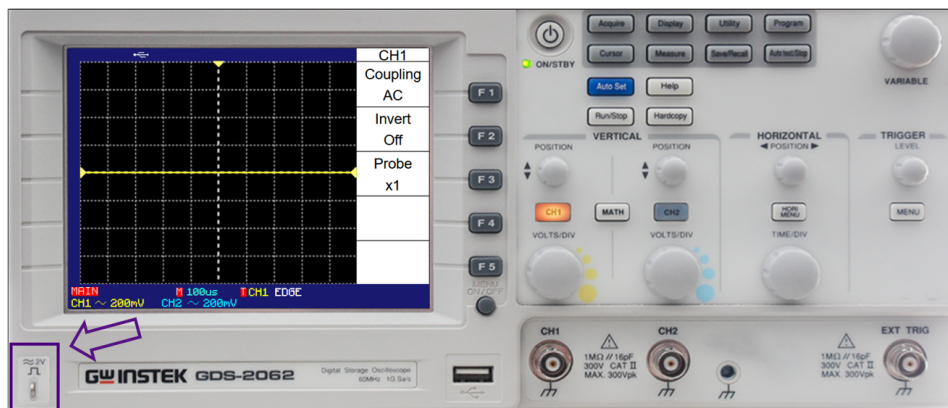 CH1
Coupling
AC
Invert
Off
Probe
x1
MAIN
M 100us
T CH1 EDGE
CH1 ~ 200mV
CH2 ~ 200mV
F 1
F 2
F 3
F 4
F 5
MENU
ON/OFF
ON/STBY
Acquire
Display
Utility
Program
Cursor
Measure
Save/Recall
Auto test/Stop
Auto Set
Help
Run/Stop
Hardcopy
VARIABLE
VERTICAL
POSITION
POSITION
HORIZONTAL
◀ POSITION ▶
TRIGGER
LEVEL
CH1
MATH
CH2
HORI
MENU
MENU
VOLTS/DIV
VOLTS/DIV
TIME/DIV
≈ 2V
GWINSTEK GDS-2062
Digital Storage Oscilloscope
60MHz 1G Sa/s
CH1
1MΩ // 16pF
300V CAT II
MAX. 300Vpk
CH2
1MΩ // 16pF
300V CAT II
MAX. 300Vpk
EXT TRIG